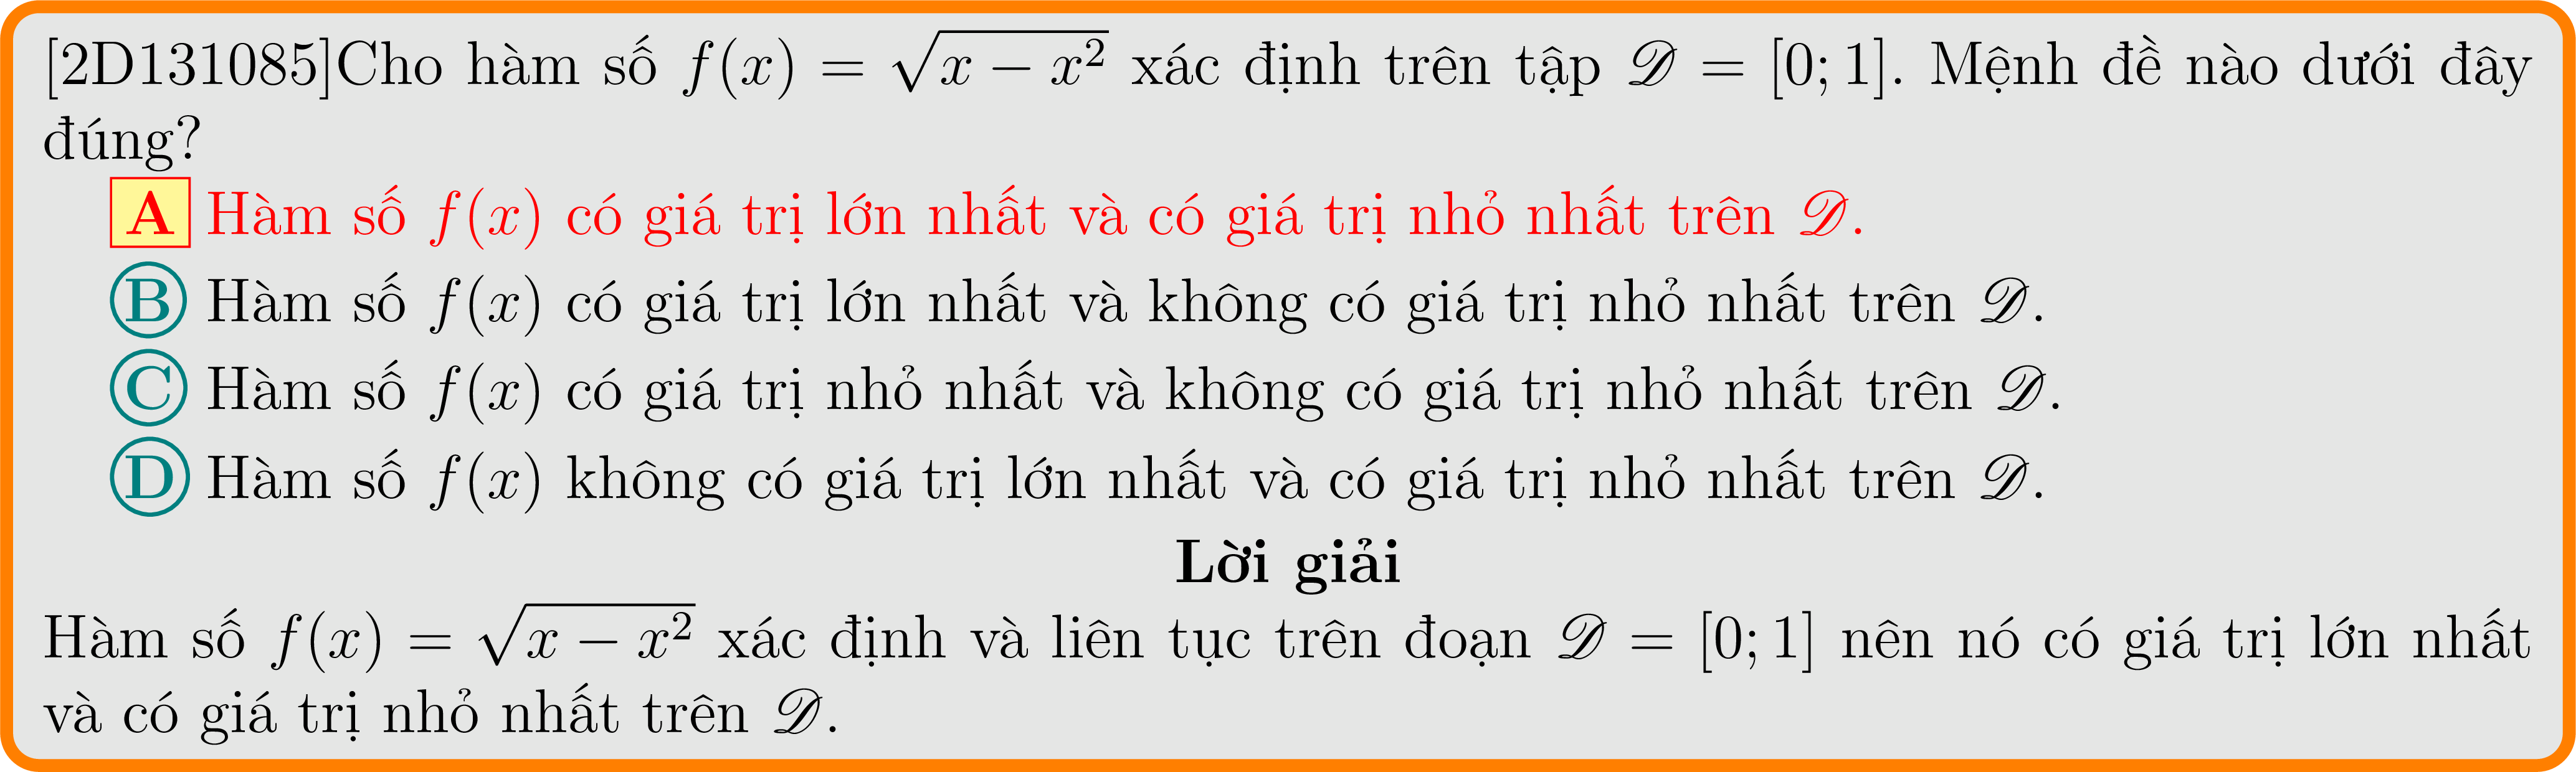 [2D131085]Cho hàm số f(x) = √(x − x²) xác định trên tập 𝒟 = [0; 1]. Mệnh đề nào dưới đây
đúng?
A Hàm số f(x) có giá trị lớn nhất và có giá trị nhỏ nhất trên 𝒟.
B Hàm số f(x) có giá trị lớn nhất và không có giá trị nhỏ nhất trên 𝒟.
C Hàm số f(x) có giá trị nhỏ nhất và không có giá trị nhỏ nhất trên 𝒟.
D Hàm số f(x) không có giá trị lớn nhất và có giá trị nhỏ nhất trên 𝒟.
Lời giải
Hàm số f(x) = √(x − x²) xác định và liên tục trên đoạn 𝒟 = [0; 1] nên nó có giá trị lớn nhất
và có giá trị nhỏ nhất trên 𝒟.